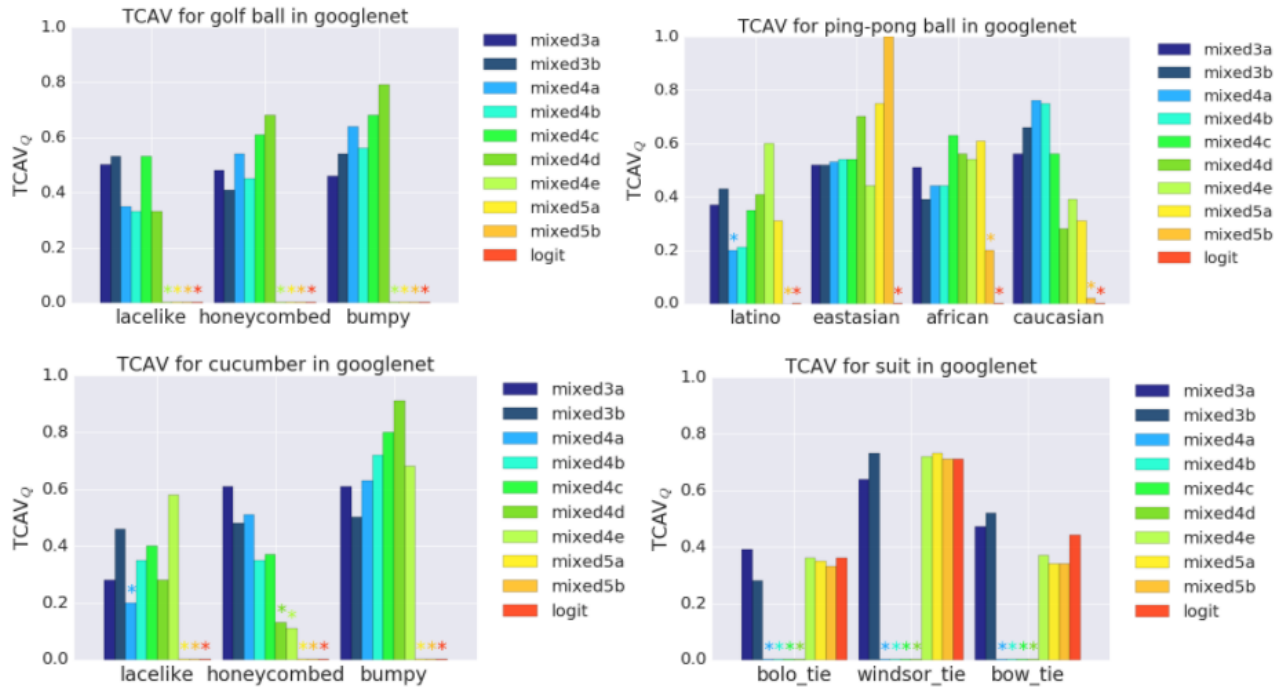 TCAV for golf ball in googlenet
TCAV_Q
1.0
0.8
0.6
0.4
0.2
0.0
lacelike honeycombed bumpy
mixed3a
mixed3b
mixed4a
mixed4b
mixed4c
mixed4d
mixed4e
mixed5a
mixed5b
logit
TCAV for ping-pong ball in googlenet
TCAV_Q
1.0
0.8
0.6
0.4
0.2
0.0
latino eastasian african caucasian
mixed3a
mixed3b
mixed4a
mixed4b
mixed4c
mixed4d
mixed4e
mixed5a
mixed5b
logit
TCAV for cucumber in googlenet
TCAV_Q
1.0
0.8
0.6
0.4
0.2
0.0
lacelike honeycombed bumpy
mixed3a
mixed3b
mixed4a
mixed4b
mixed4c
mixed4d
mixed4e
mixed5a
mixed5b
logit
TCAV for suit in googlenet
TCAV_Q
1.0
0.8
0.6
0.4
0.2
0.0
bolo_tie windsor_tie bow_tie
mixed3a
mixed3b
mixed4a
mixed4b
mixed4c
mixed4d
mixed4e
mixed5a
mixed5b
logit